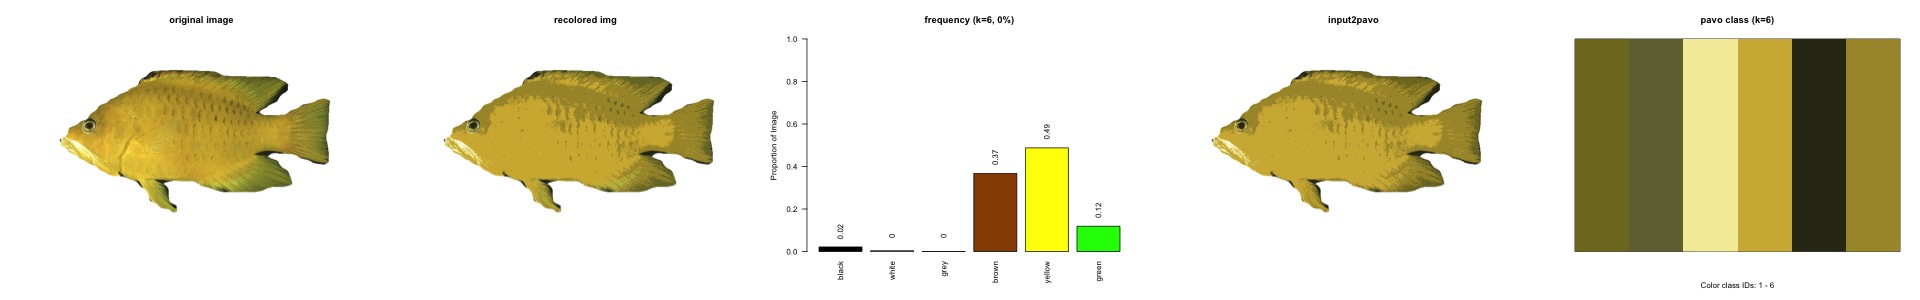 original image
recolored img
frequency (k=6, 0%)
input2pavo
pavo class (k=6)
Proportion of Image
1.0
0.8
0.6
0.4
0.2
0.0
0.02
0
0
0.37
0.49
0.12
black
white
grey
brown
yellow
green
Color class IDs: 1 - 6